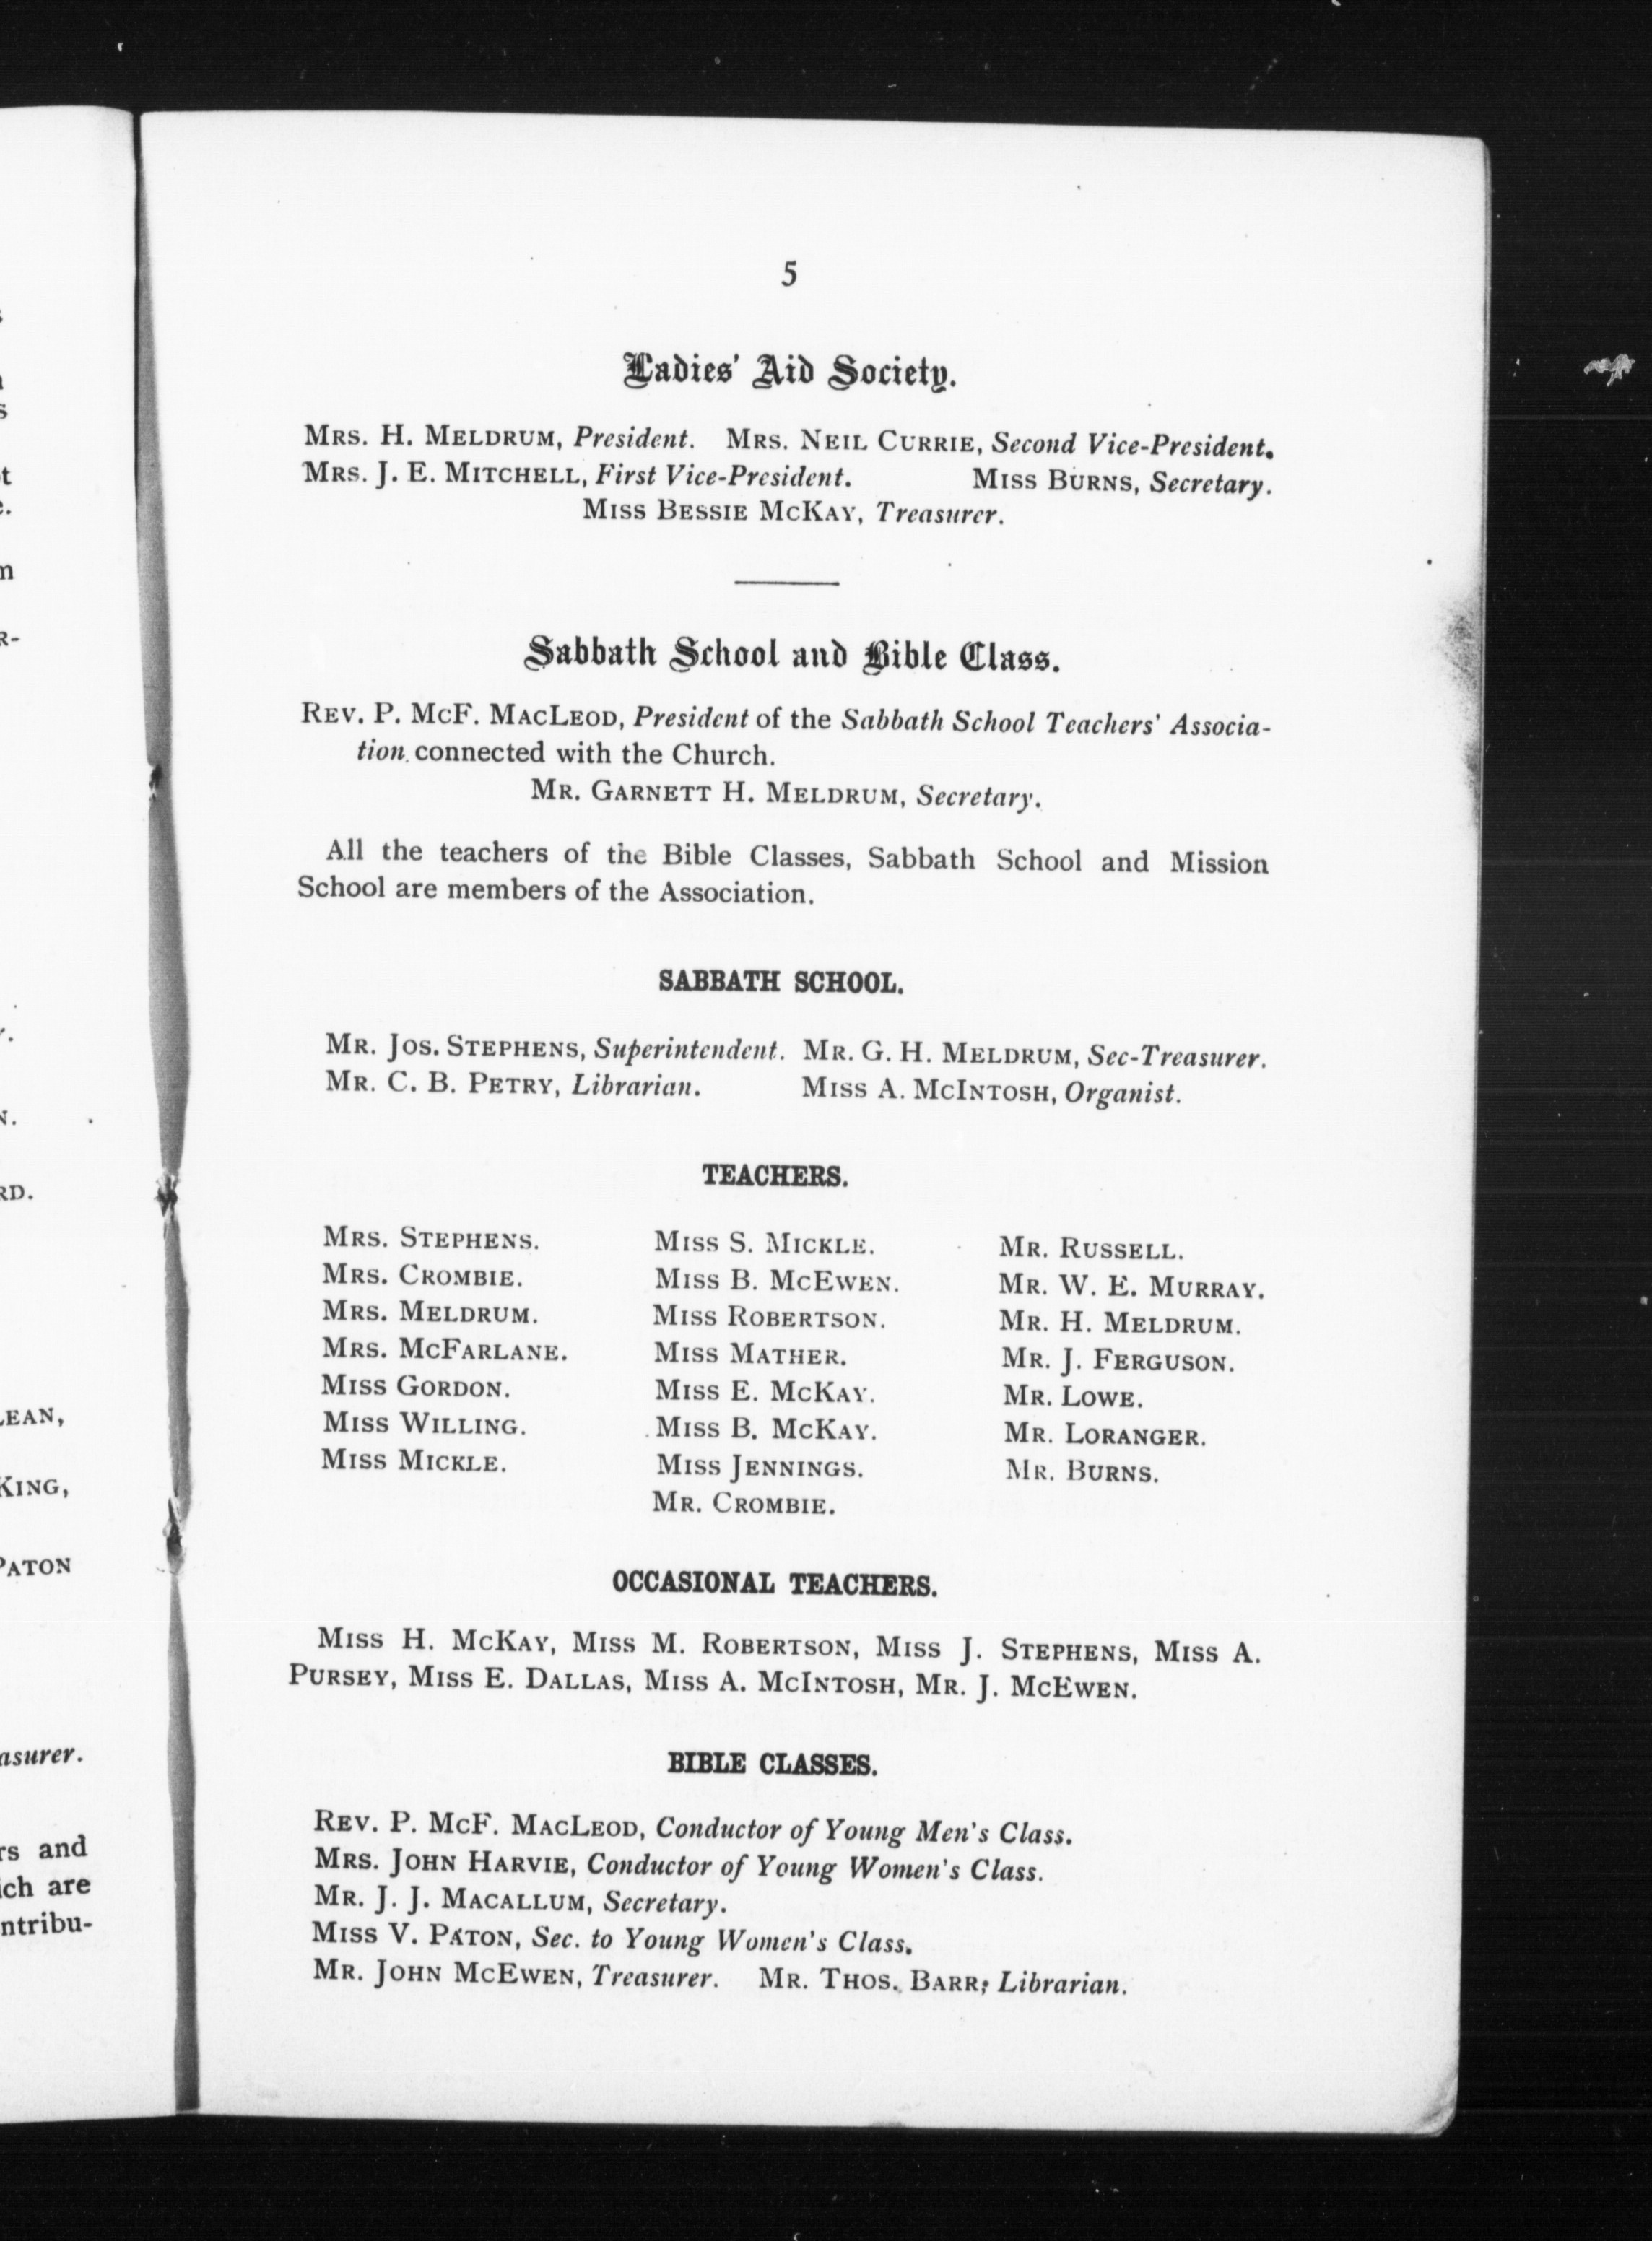 5
Ladies' Aid Society.
Mrs. H. Meldrum, President. Mrs. Neil Currie, Second Vice-President.
Mrs. J. E. Mitchell, First Vice-President. Miss Burns, Secretary.
Miss Bessie McKay, Treasurer.
Sabbath School and Bible Class.
Rev. P. McF. MacLeod, President of the Sabbath School Teachers' Associa-
tion connected with the Church.
Mr. Garnett H. Meldrum, Secretary.
All the teachers of the Bible Classes, Sabbath School and Mission
School are members of the Association.
SABBATH SCHOOL.
Mr. Jos. Stephens, Superintendent. Mr. G. H. Meldrum, Sec-Treasurer.
Mr. C. B. Petry, Librarian. Miss A. McIntosh, Organist.
TEACHERS.
Mrs. Stephens. Miss S. Mickle. Mr. Russell.
Mrs. Crombie. Miss B. McEwen. Mr. W. E. Murray.
Mrs. Meldrum. Miss Robertson. Mr. H. Meldrum.
Mrs. McFarlane. Miss Mather. Mr. J. Ferguson.
Miss Gordon. Miss E. McKay. Mr. Lowe.
Miss Willing. Miss B. McKay. Mr. Loranger.
Miss Mickle. Miss Jennings. Mr. Burns.
Mr. Crombie.
OCCASIONAL TEACHERS.
Miss H. McKay, Miss M. Robertson, Miss J. Stephens, Miss A.
Pursey, Miss E. Dallas, Miss A. McIntosh, Mr. J. McEwen.
BIBLE CLASSES.
Rev. P. McF. MacLeod, Conductor of Young Men's Class.
Mrs. John Harvie, Conductor of Young Women's Class.
Mr. J. J. Macallum, Secretary.
Miss V. Paton, Sec. to Young Women's Class.
Mr. John McEwen, Treasurer. Mr. Thos. Barr, Librarian.